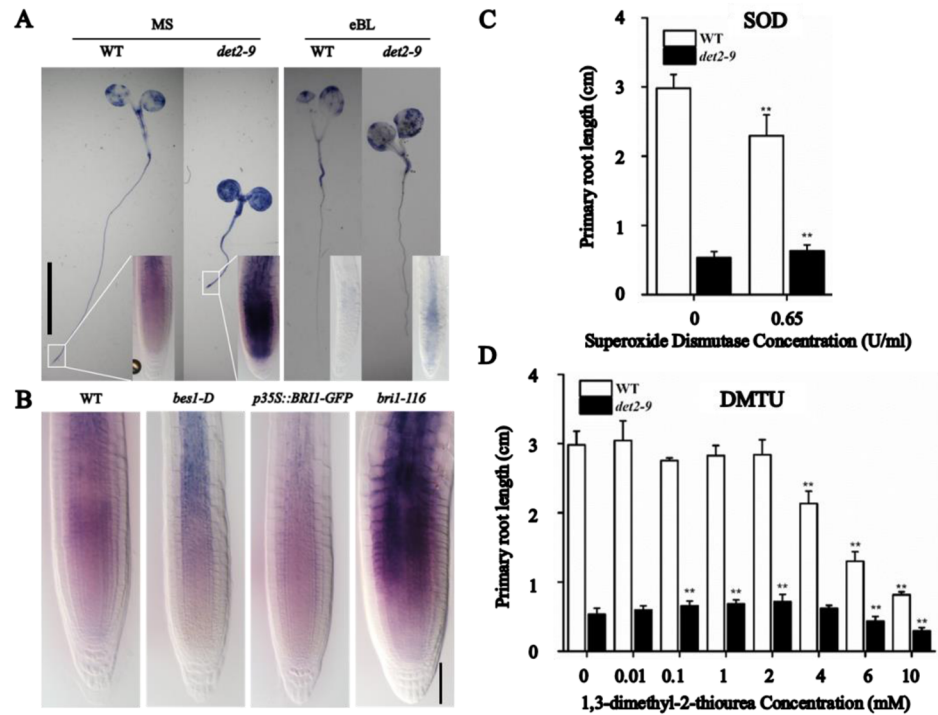 A
MS
eBL
WT
det2-9
WT
det2-9
B
WT
bes1-D
p35S::BRI1-GFP
bri1-116
C
SOD
WT
det2-9
Primary root length (cm)
4
3
2
1
0
**
**
0
0.65
Superoxide Dismutase Concentration (U/ml)
D
DMTU
WT
det2-9
Primary root length (cm)
4
3
2
1
0
**
**
**
**
**
**
**
**
0 0.01 0.1 1 2 4 6 10
1,3-dimethyl-2-thiourea Concentration (mM)